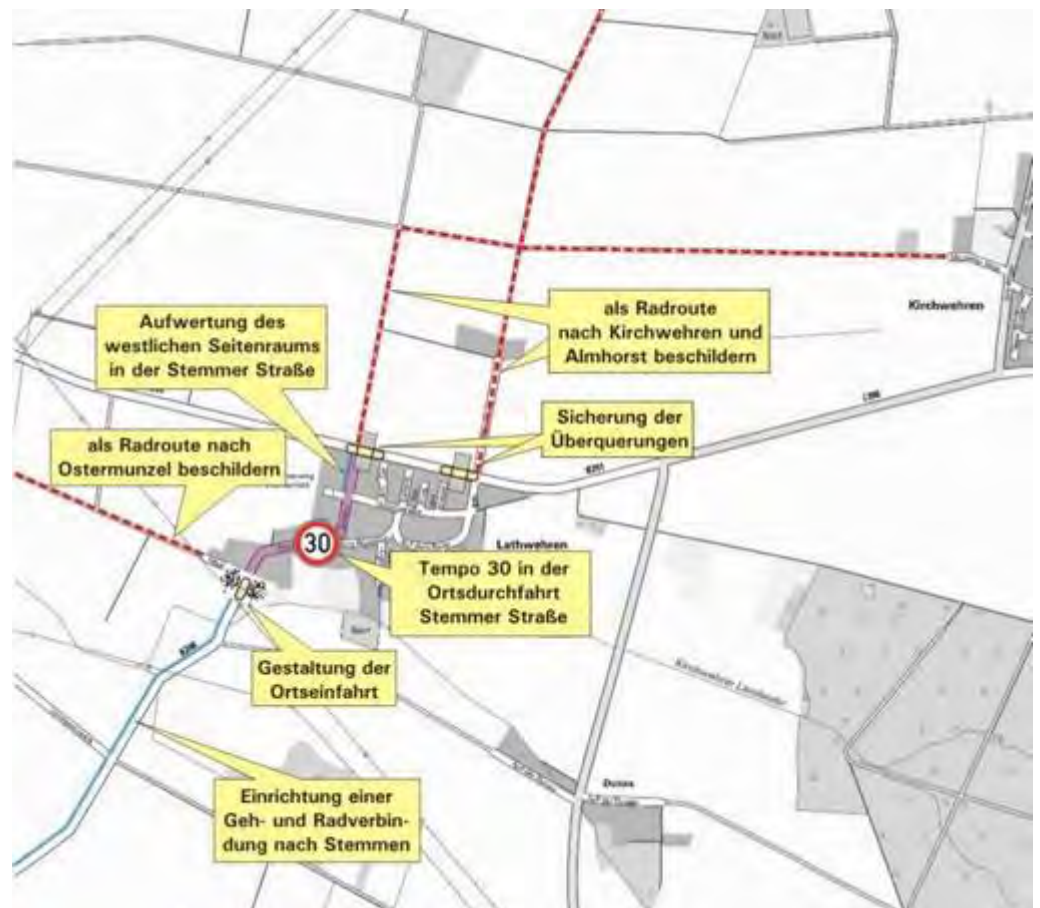 Aufwertung des
westlichen Seitenraums
in der Stemmer Straße
als Radroute
nach Kirchwehren und
Almhorst beschildern
Kirchwehren
Sicherung der
Überquerungen
als Radroute nach
Ostermunzel beschildern
30
Lathwehren
Tempo 30 in der
Ortsdurchfahrt
Stemmer Straße
Gestaltung der
Ortseinfahrt
Kirchwehrener Landwehr
Dunau
Einrichtung einer
Geh- und Radverbin-
dung nach Stemmen